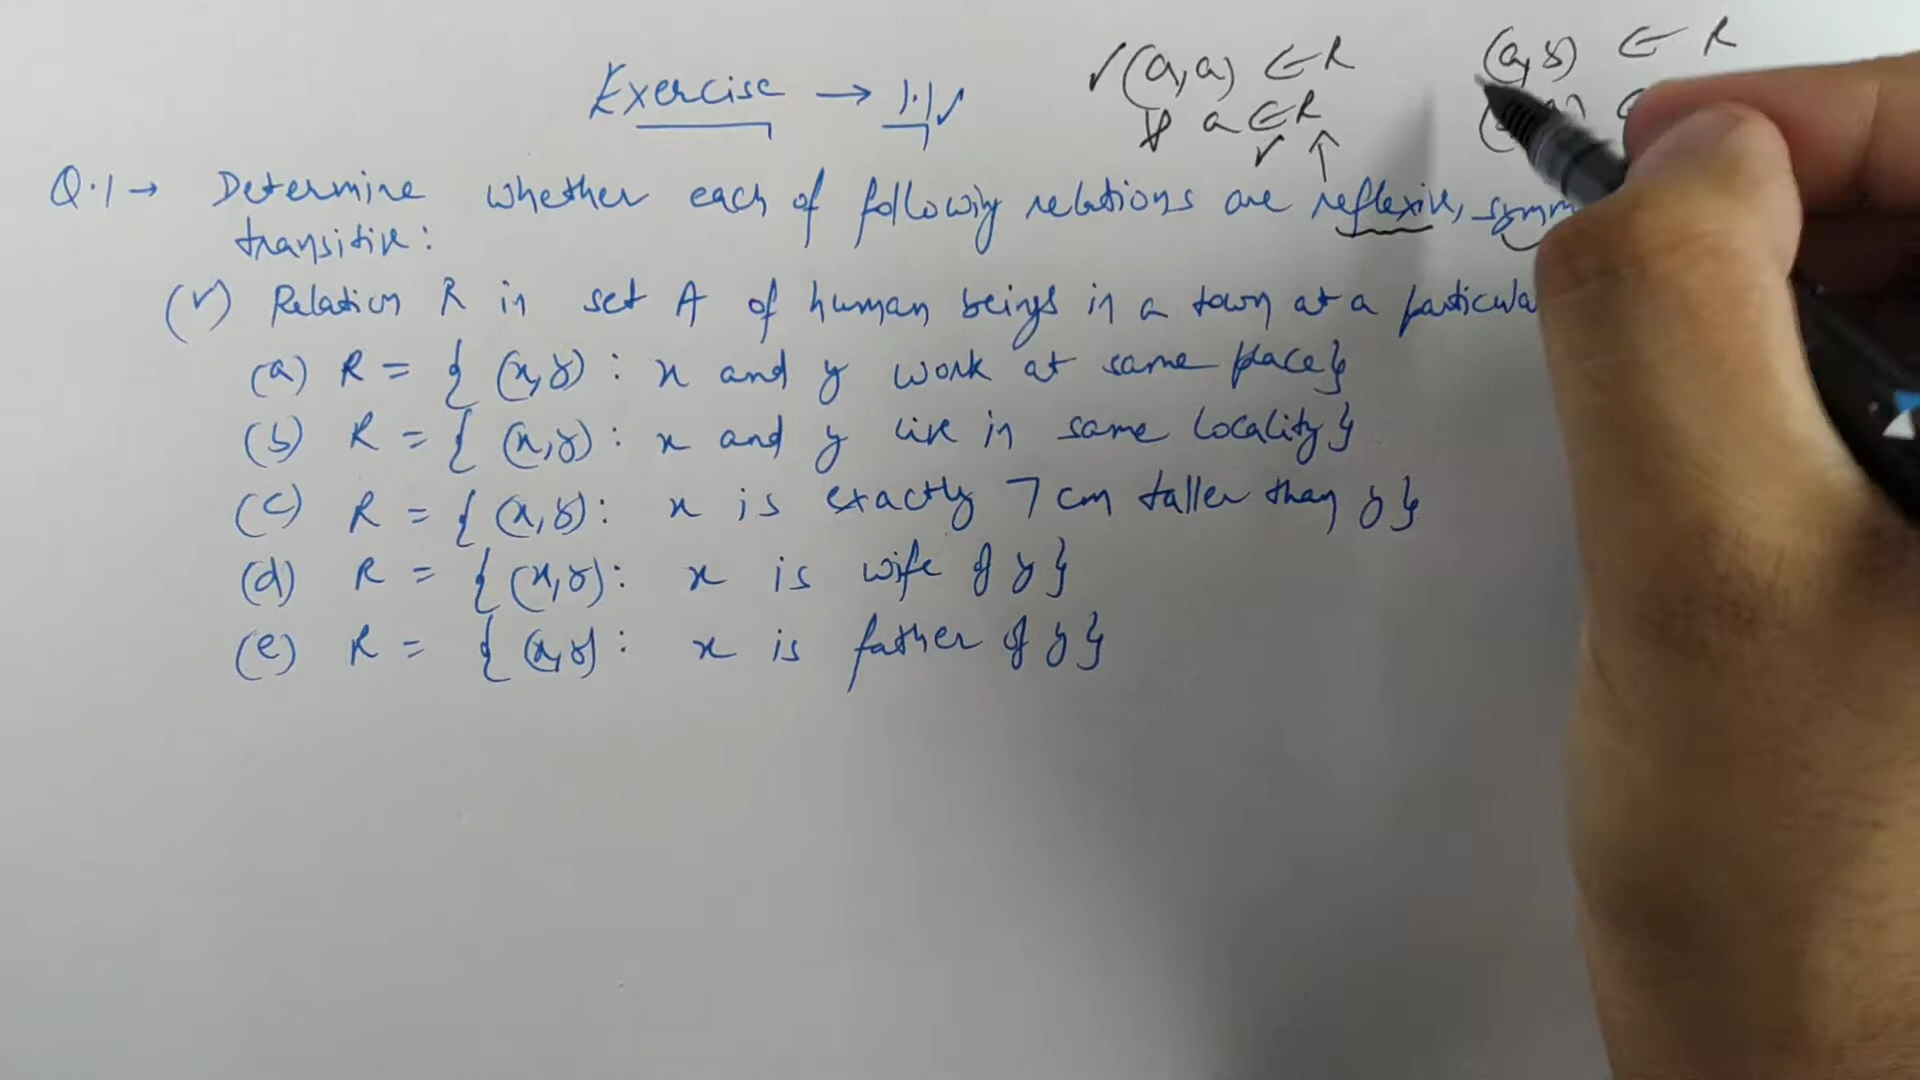 Exercise → 1.1 ✓
✓ (a,a) ∈ R
∀ a ∈ R
(a,b) ∈ R
Q.1 → Determine whether each of following relations are reflexive,
transitive:
(v) Relation R in set A of human beings in a town at a
(a) R = { (x,y) : x and y work at same place}
(b) R = { (x,y) : x and y live in same locality}
(c) R = { (x,y) : x is exactly 7 cm taller than y}
(d) R = { (x,y) : x is wife of y}
(e) R = { (x,y) : x is father of y}